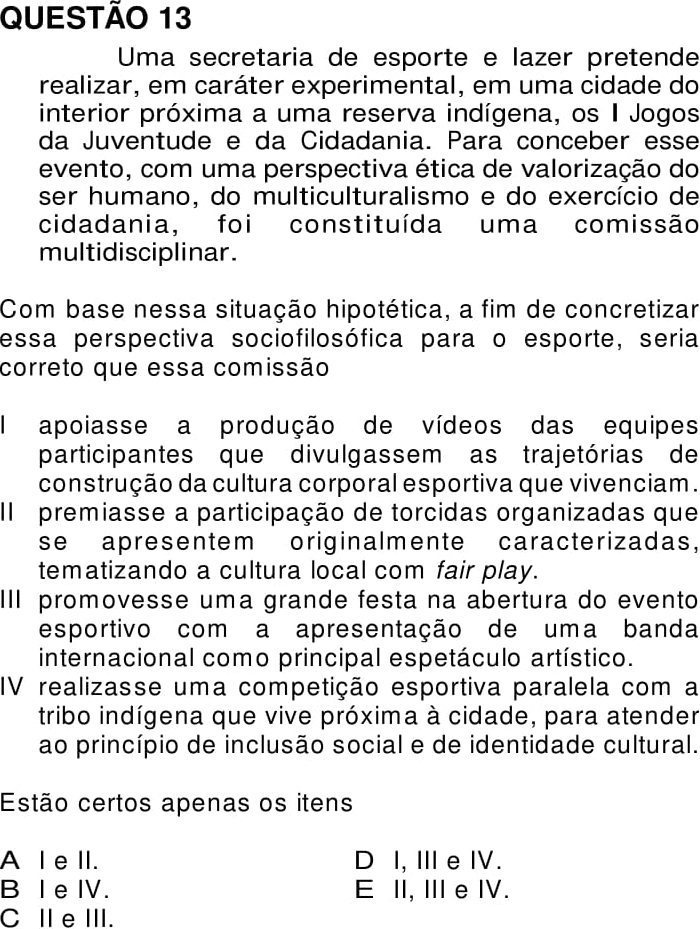 QUESTÃO 13
Uma secretaria de esporte e lazer pretende
realizar, em caráter experimental, em uma cidade do
interior próxima a uma reserva indígena, os I Jogos
da Juventude e da Cidadania. Para conceber esse
evento, com uma perspectiva ética de valorização do
ser humano, do multiculturalismo e do exercício de
cidadania, foi constituída uma comissão
multidisciplinar.
Com base nessa situação hipotética, a fim de concretizar
essa perspectiva sociofilosófica para o esporte, seria
correto que essa comissão
I apoiasse a produção de vídeos das equipes
participantes que divulgassem as trajetórias de
construção da cultura corporal esportiva que vivenciam.
II premiasse a participação de torcidas organizadas que
se apresentem originalmente caracterizadas,
tematizando a cultura local com fair play.
III promovesse uma grande festa na abertura do evento
esportivo com a apresentação de uma banda
internacional como principal espetáculo artístico.
IV realizasse uma competição esportiva paralela com a
tribo indígena que vive próxima à cidade, para atender
ao princípio de inclusão social e de identidade cultural.
Estão certos apenas os itens
A I e II.
B I e IV.
C II e III.
D I, III e IV.
E II, III e IV.